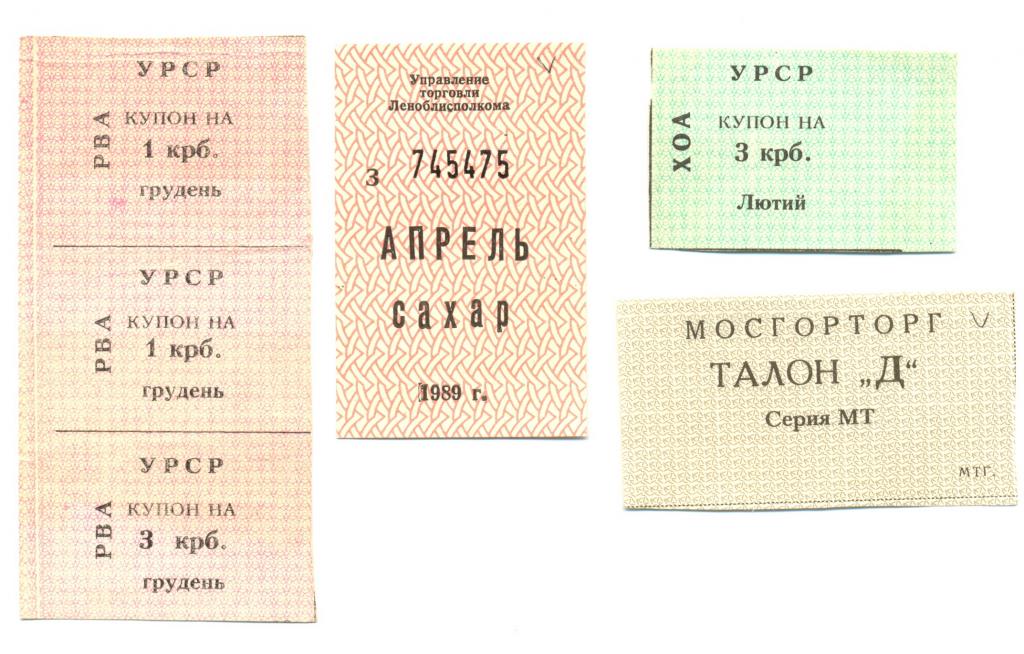 УРСР
РВА
КУПОН НА
1 крб.
грудень
УРСР
РВА
КУПОН НА
1 крб.
грудень
УРСР
РВА
КУПОН НА
3 крб.
грудень
Управление
торговли
Леноблисполкома
З 745475
АПРЕЛЬ
сахар
1989 г.
УРСР
ХОА
КУПОН НА
3 крб.
Лютий
МОСГОРТОРГ
ТАЛОН „Д“
Серия МТ
МТГ.